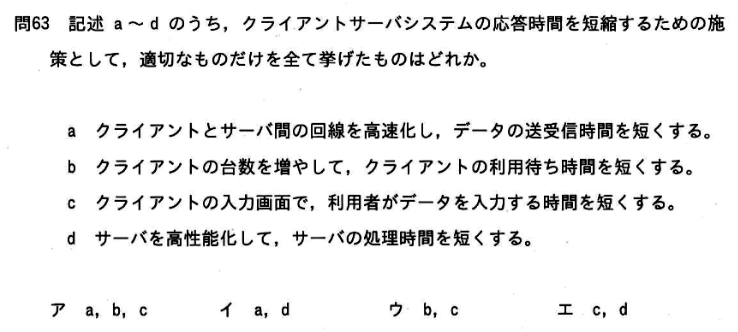 問63 記述 a～d のうち，クライアントサーバシステムの応答時間を短縮するための施
策として，適切なものだけを全て挙げたものはどれか。
a クライアントとサーバ間の回線を高速化し，データの送受信時間を短くする。
b クライアントの台数を増やして，クライアントの利用待ち時間を短くする。
c クライアントの入力画面で，利用者がデータを入力する時間を短くする。
d サーバを高性能化して，サーバの処理時間を短くする。
ア a, b, c イ a, d ウ b, c エ c, d